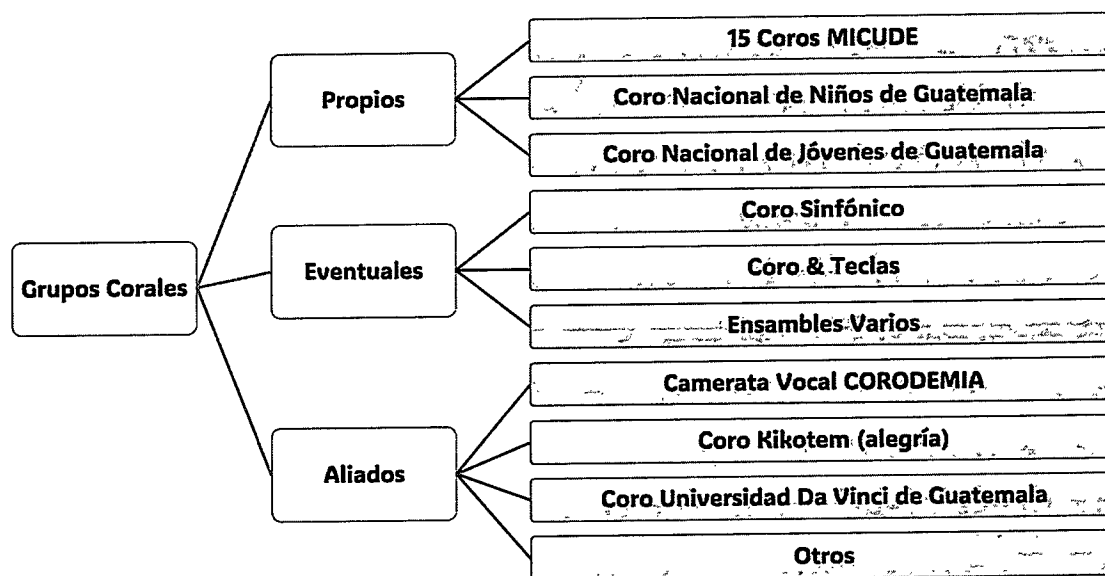 Grupos Corales
Propios
15 Coros MICUDE
Coro Nacional de Niños de Guatemala
Coro Nacional de Jóvenes de Guatemala
Eventuales
Coro Sinfónico
Coro & Teclas
Ensambles Varios
Aliados
Camerata Vocal CORODEMIA
Coro Kikotem (alegría)
Coro Universidad Da Vinci de Guatemala
Otros